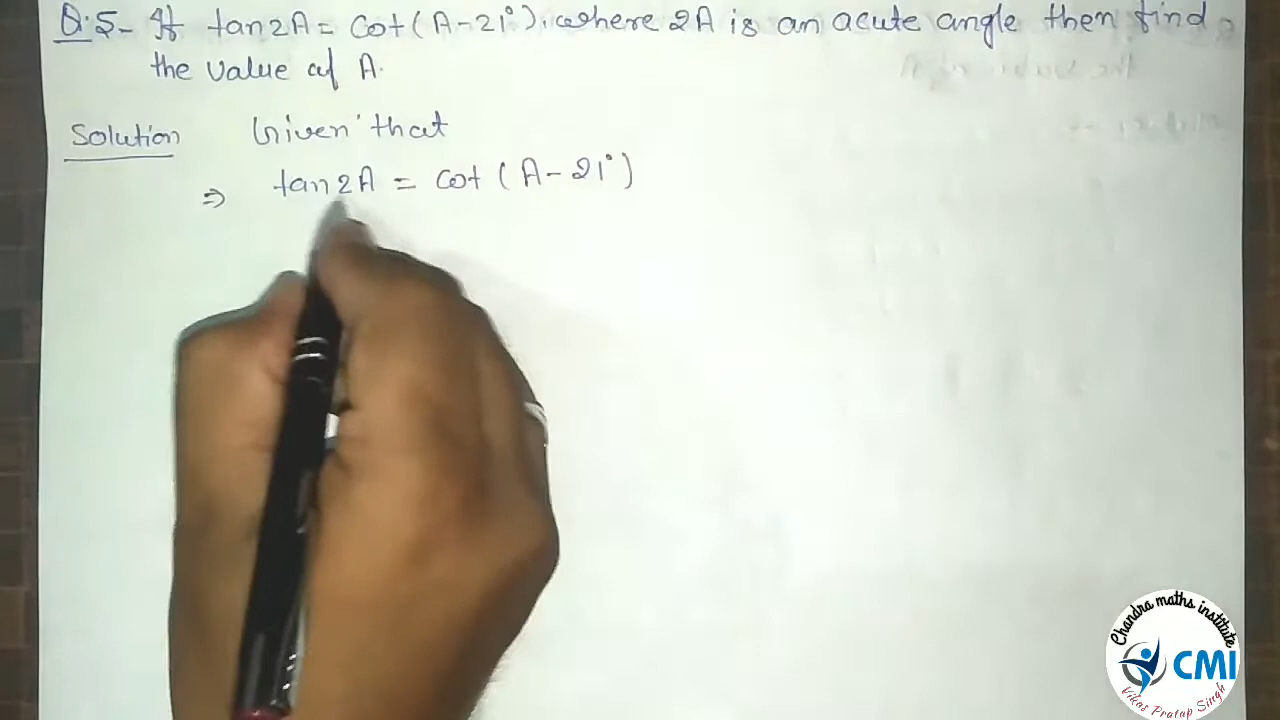 Q.5- If tan2A = cot(A-21°), where 2A is an acute angle then find
the value of A.
Solution Given that
⇒ tan2A = cot (A-21°)
Chandra maths institute
CMI
Vikas Pratap Singh